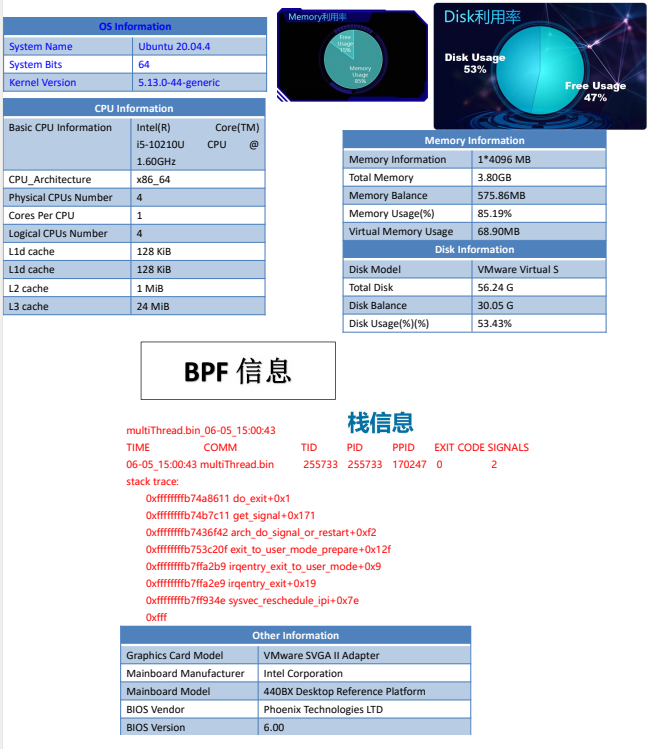 OS Information
System Name Ubuntu 20.04.4
System Bits 64
Kernel Version 5.13.0-44-generic
CPU Information
Basic CPU Information Intel(R) Core(TM)
i5-10210U CPU @
1.60GHz
CPU_Architecture x86_64
Physical CPUs Number 4
Cores Per CPU 1
Logical CPUs Number 4
L1d cache 128 KiB
L1d cache 128 KiB
L2 cache 1 MiB
L3 cache 24 MiB
Memory利用率
Free
Usage
15%
Memory
Usage
85%
Disk利用率
Disk Usage
53%
Free Usage
47%
Memory Information
Memory Information 1*4096 MB
Total Memory 3.80GB
Memory Balance 575.86MB
Memory Usage(%) 85.19%
Virtual Memory Usage 68.90MB
Disk Information
Disk Model VMware Virtual S
Total Disk 56.24 G
Disk Balance 30.05 G
Disk Usage(%)(%) 53.43%
BPF 信息
栈信息
multiThread.bin_06-05_15:00:43
TIME COMM TID PID PPID EXIT CODE SIGNALS
06-05_15:00:43 multiThread.bin 255733 255733 170247 0 2
stack trace:
0xffffffffb74a8611 do_exit+0x1
0xffffffffb74b7c11 get_signal+0x171
0xffffffffb7436f42 arch_do_signal_or_restart+0xf2
0xffffffffb753c20f exit_to_user_mode_prepare+0x12f
0xffffffffb7ffa2b9 irqentry_exit_to_user_mode+0x9
0xffffffffb7ffa2e9 irqentry_exit+0x19
0xffffffffb7ff934e sysvec_reschedule_ipi+0x7e
0xfff
Other Information
Graphics Card Model VMware SVGA II Adapter
Mainboard Manufacturer Intel Corporation
Mainboard Model 440BX Desktop Reference Platform
BIOS Vendor Phoenix Technologies LTD
BIOS Version 6.00